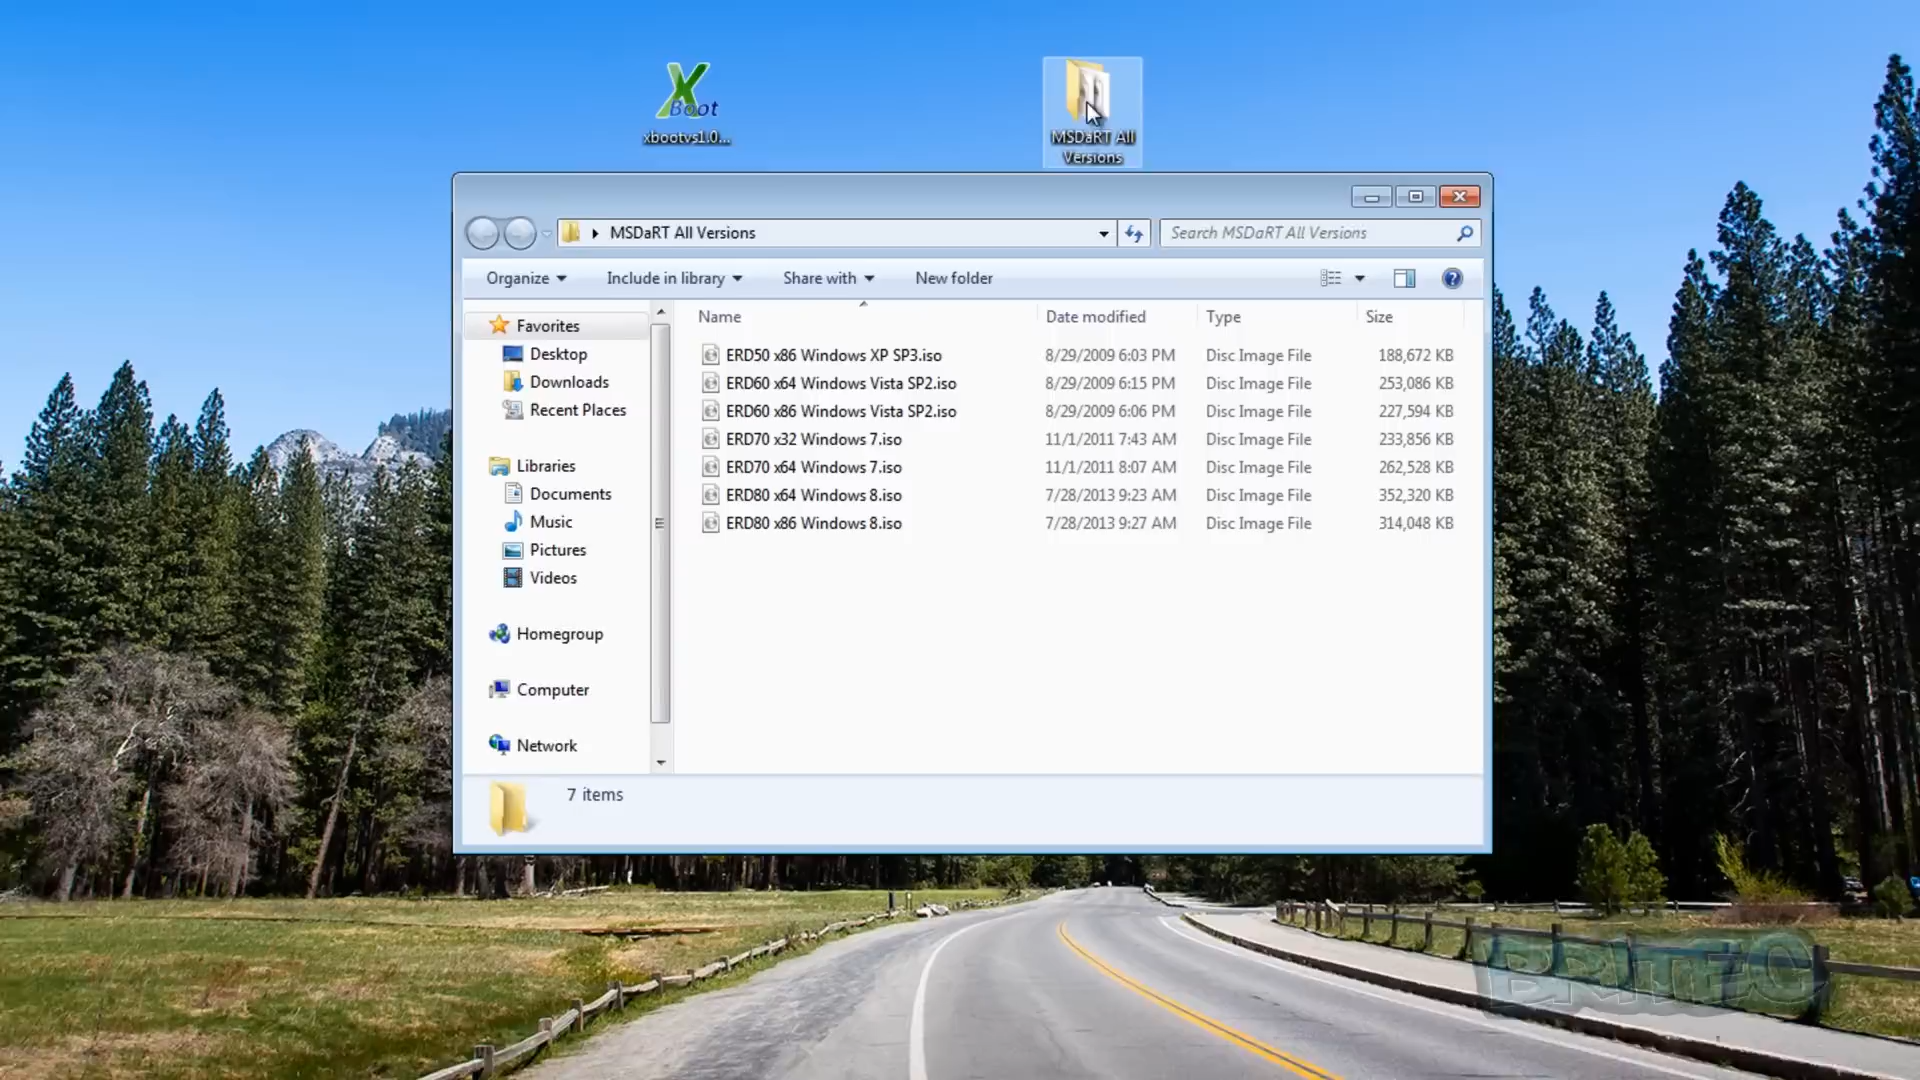 X
Boot
xbootvs1.0...
MSDaRT All
Versions
MSDaRT All Versions
Search MSDaRT All Versions
Organize
Include in library
Share with
New folder
Name
Date modified
Type
Size
Favorites
Desktop
Downloads
Recent Places
Libraries
Documents
Music
Pictures
Videos
Homegroup
Computer
Network
ERD50 x86 Windows XP SP3.iso 8/29/2009 6:03 PM Disc Image File 188,672 KB
ERD60 x64 Windows Vista SP2.iso 8/29/2009 6:15 PM Disc Image File 253,086 KB
ERD60 x86 Windows Vista SP2.iso 8/29/2009 6:06 PM Disc Image File 227,594 KB
ERD70 x32 Windows 7.iso 11/1/2011 7:43 AM Disc Image File 233,856 KB
ERD70 x64 Windows 7.iso 11/1/2011 8:07 AM Disc Image File 262,528 KB
ERD80 x64 Windows 8.iso 7/28/2013 9:23 AM Disc Image File 352,320 KB
ERD80 x86 Windows 8.iso 7/28/2013 9:27 AM Disc Image File 314,048 KB
7 items
BRITEC